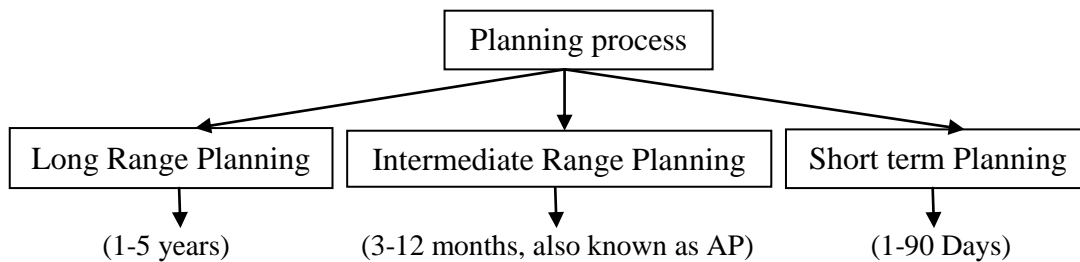 Planning process
Long Range Planning
Intermediate Range Planning
Short term Planning
(1-5 years)
(3-12 months, also known as AP)
(1-90 Days)